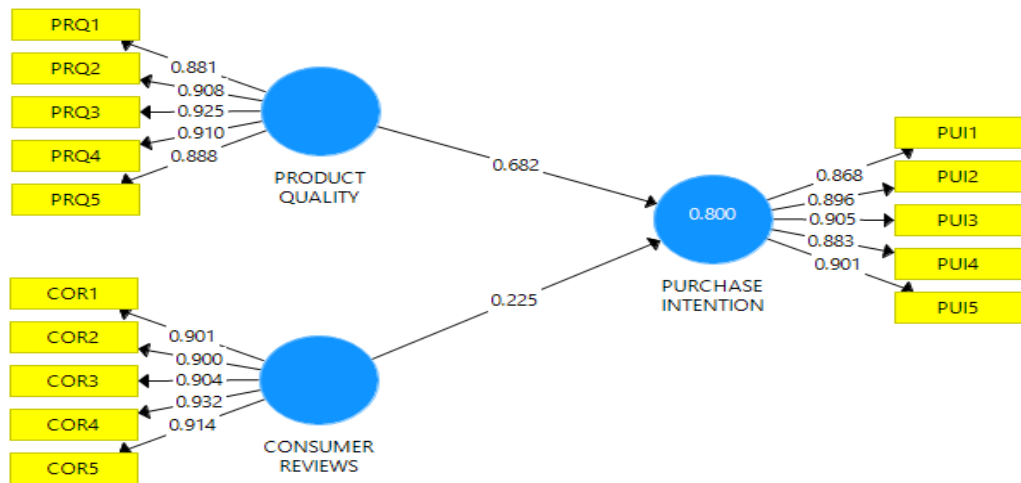 PRQ1
PRQ2
PRQ3
PRQ4
PRQ5
0.881
0.908
0.925
0.910
0.888
PRODUCT
QUALITY
0.682
COR1
COR2
COR3
COR4
COR5
0.901
0.900
0.904
0.932
0.914
CONSUMER
REVIEWS
0.225
0.800
PURCHASE
INTENTION
0.868
0.896
0.905
0.883
0.901
PUI1
PUI2
PUI3
PUI4
PUI5